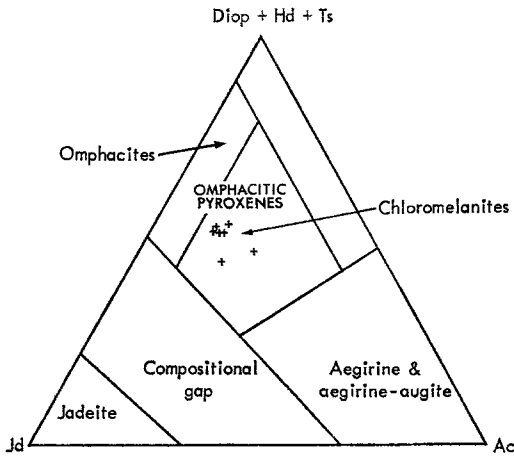 Diop + Hd + Ts
Omphacites
OMPHACITIC
PYROXENES
Chloromelanites
Compositional
gap
Aegirine &
aegirine-augite
Jadeite
Jd
Ac